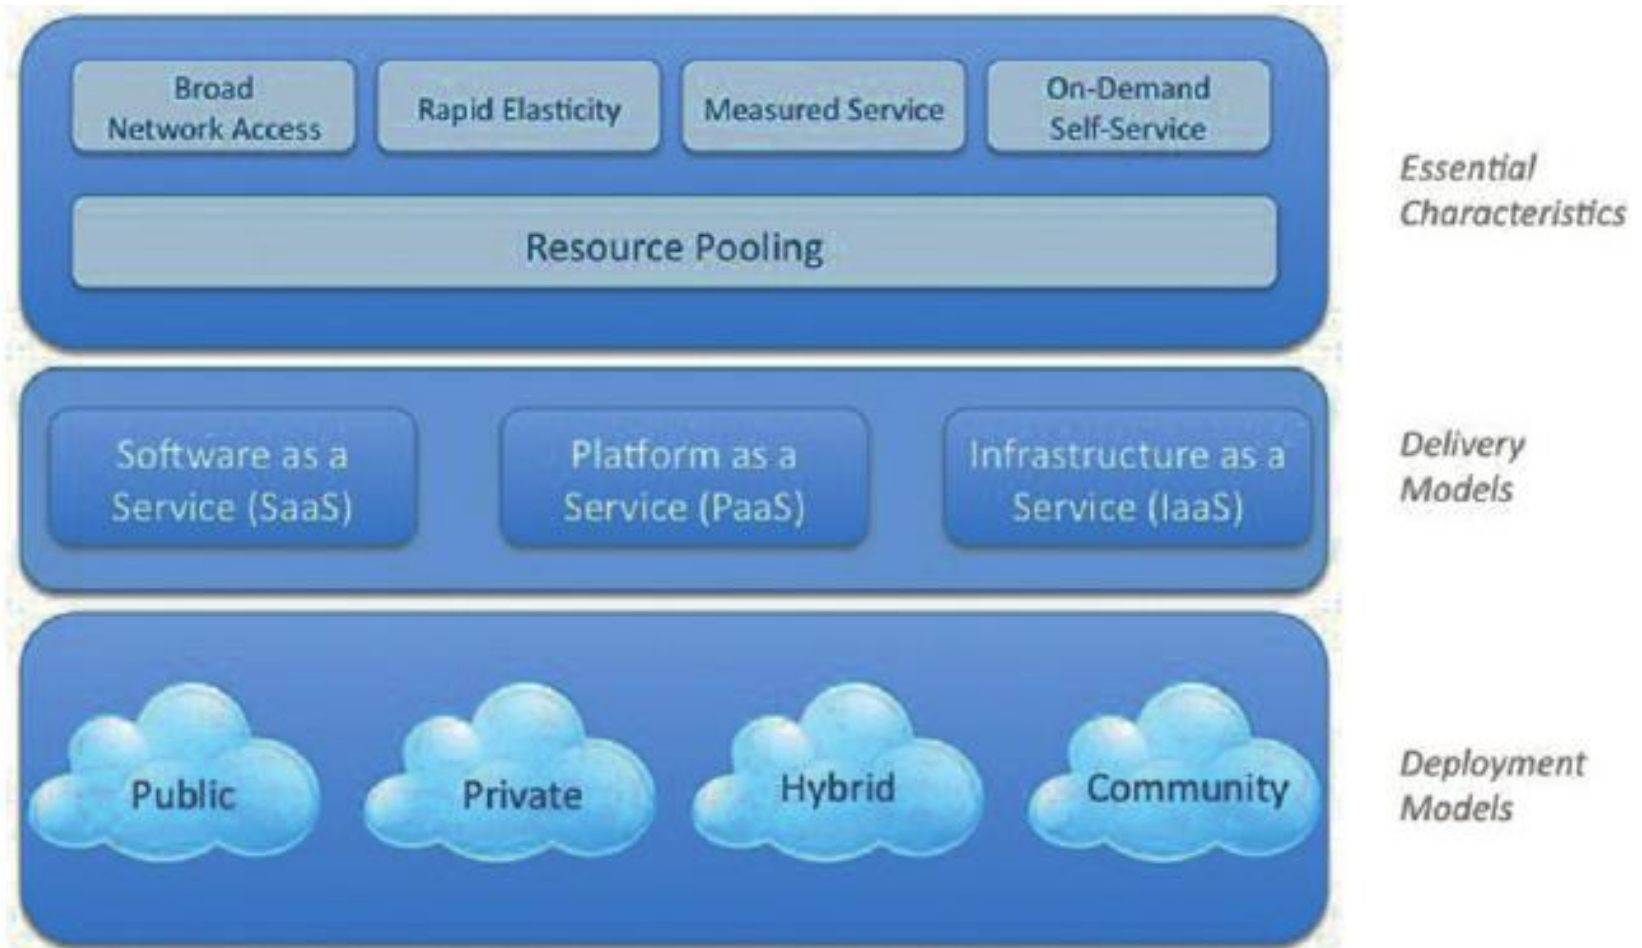 Broad
Network Access
Rapid Elasticity
Measured Service
On-Demand
Self-Service
Resource Pooling
Essential
Characteristics
Software as a
Service (SaaS)
Platform as a
Service (PaaS)
Infrastructure as a
Service (IaaS)
Delivery
Models
Public
Private
Hybrid
Community
Deployment
Models